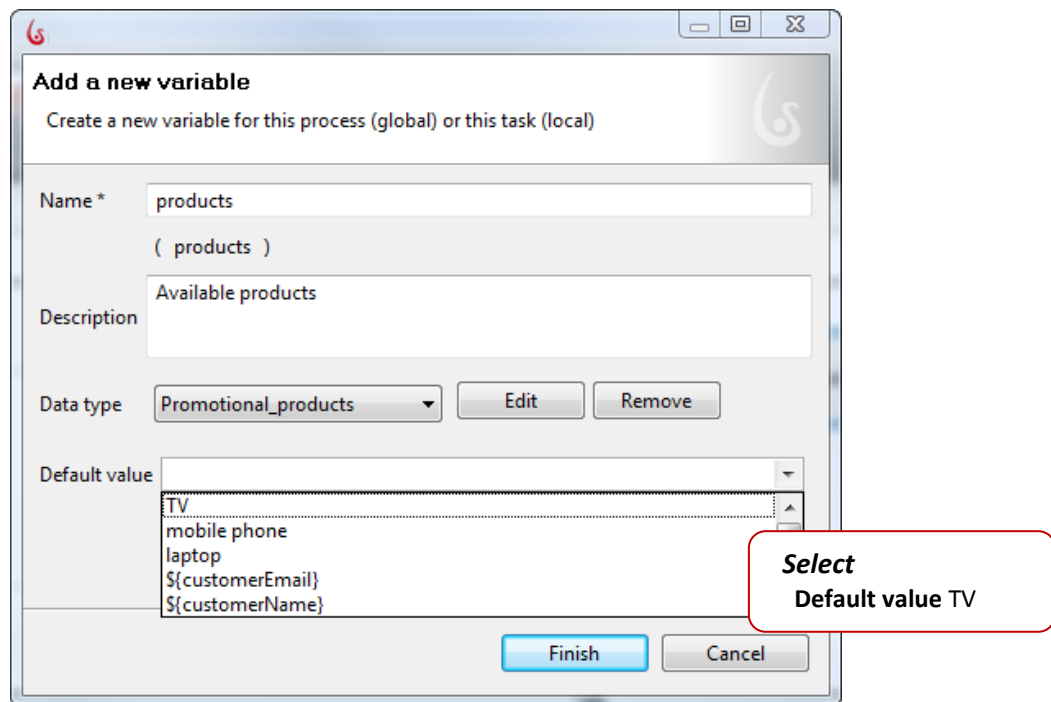 Add a new variable
Create a new variable for this process (global) or this task (local)
Name *
products
( products )
Description
Available products
Data type
Promotional_products
Edit
Remove
Default value
TV
mobile phone
laptop
${customerEmail}
${customerName}
Select
Default value TV
Finish
Cancel